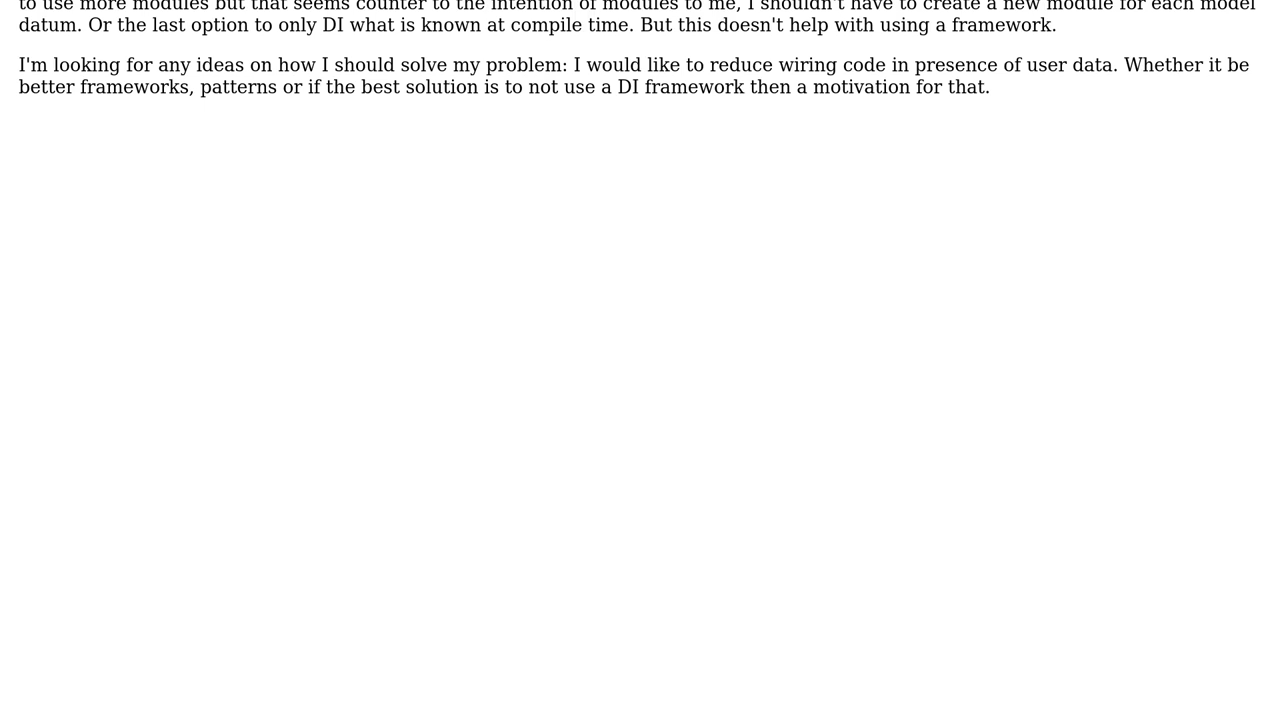 to use more modules but that seems counter to the intention of modules to me, I shouldn't have to create a new module for each model
datum. Or the last option to only DI what is known at compile time. But this doesn't help with using a framework.
I'm looking for any ideas on how I should solve my problem: I would like to reduce wiring code in presence of user data. Whether it be
better frameworks, patterns or if the best solution is to not use a DI framework then a motivation for that.